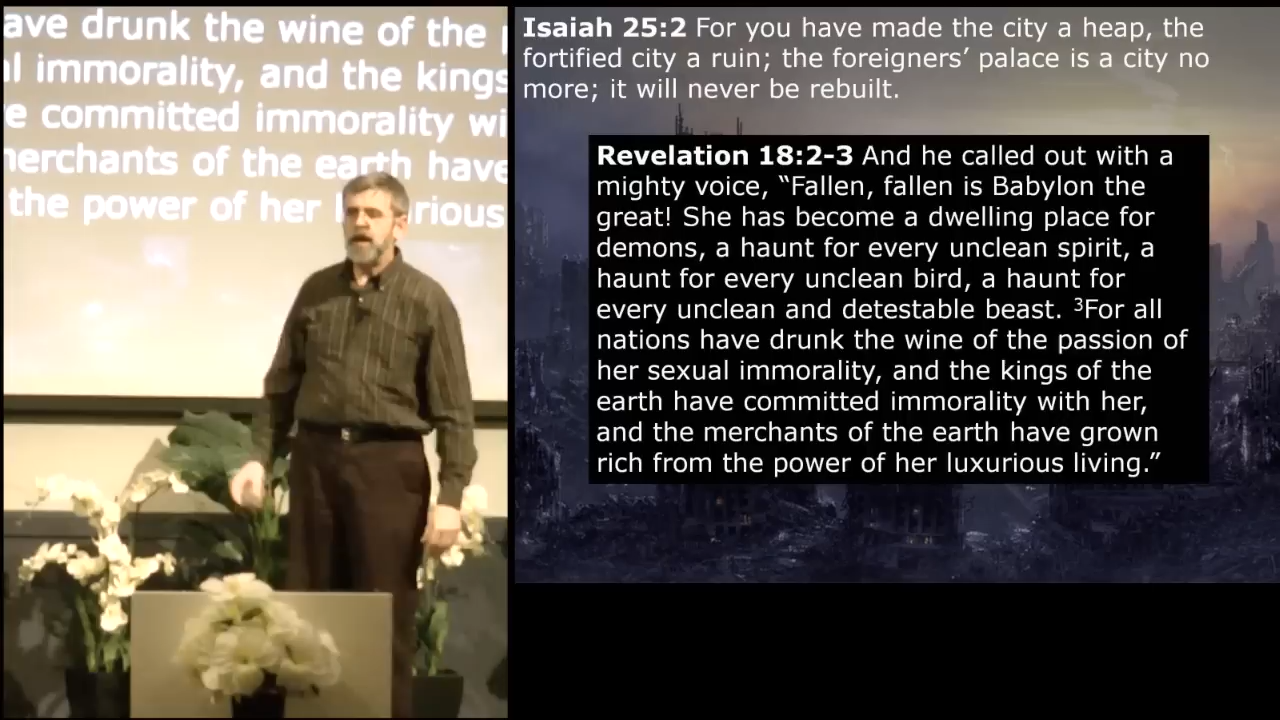 ave drunk the wine of the
l immorality, and the kings
e committed immorality wi
erchants of the earth have
the power of her rious
Isaiah 25:2 For you have made the city a heap, the
fortified city a ruin; the foreigners’ palace is a city no
more; it will never be rebuilt.
Revelation 18:2-3 And he called out with a
mighty voice, “Fallen, fallen is Babylon the
great! She has become a dwelling place for
demons, a haunt for every unclean spirit, a
haunt for every unclean bird, a haunt for
every unclean and detestable beast. ³For all
nations have drunk the wine of the passion of
her sexual immorality, and the kings of the
earth have committed immorality with her,
and the merchants of the earth have grown
rich from the power of her luxurious living.”